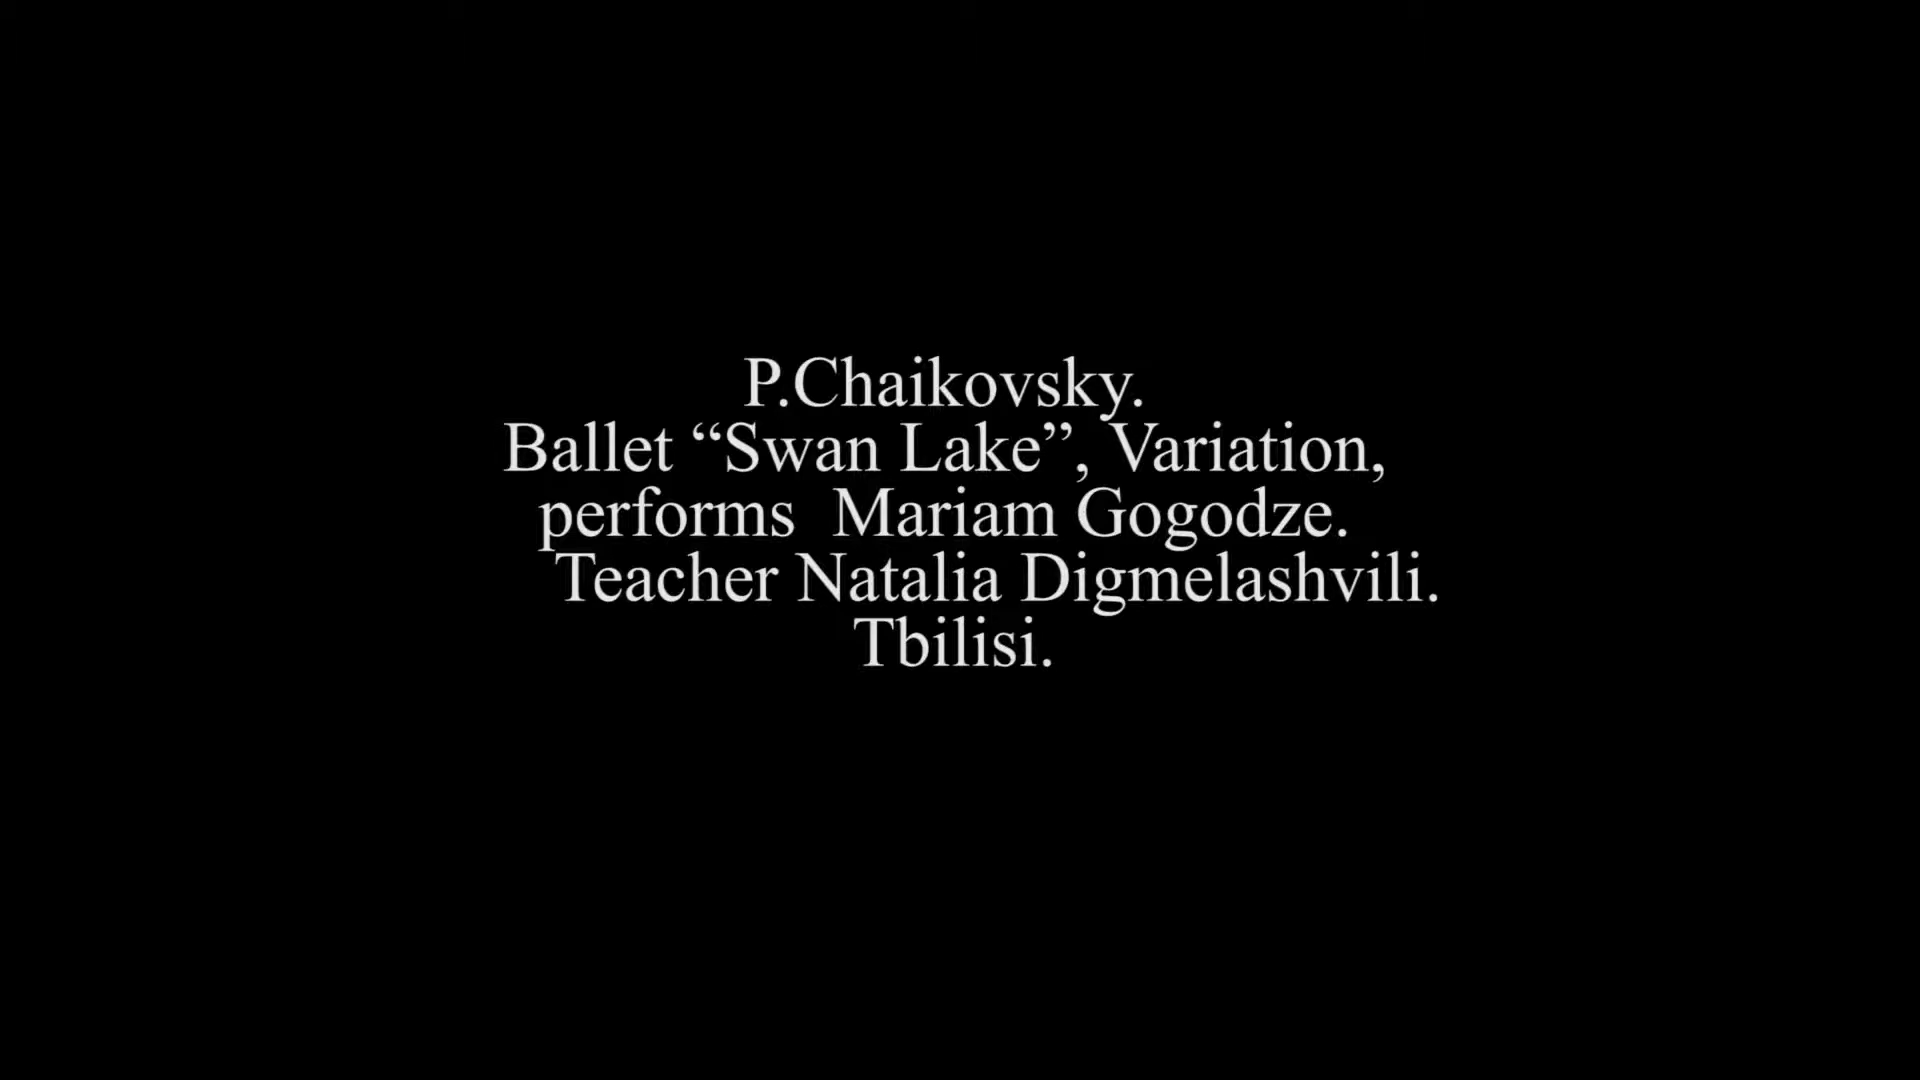 P.Chaikovsky.
Ballet “Swan Lake”, Variation,
performs  Mariam Gogodze.
Teacher Natalia Digmelashvili.
Tbilisi.